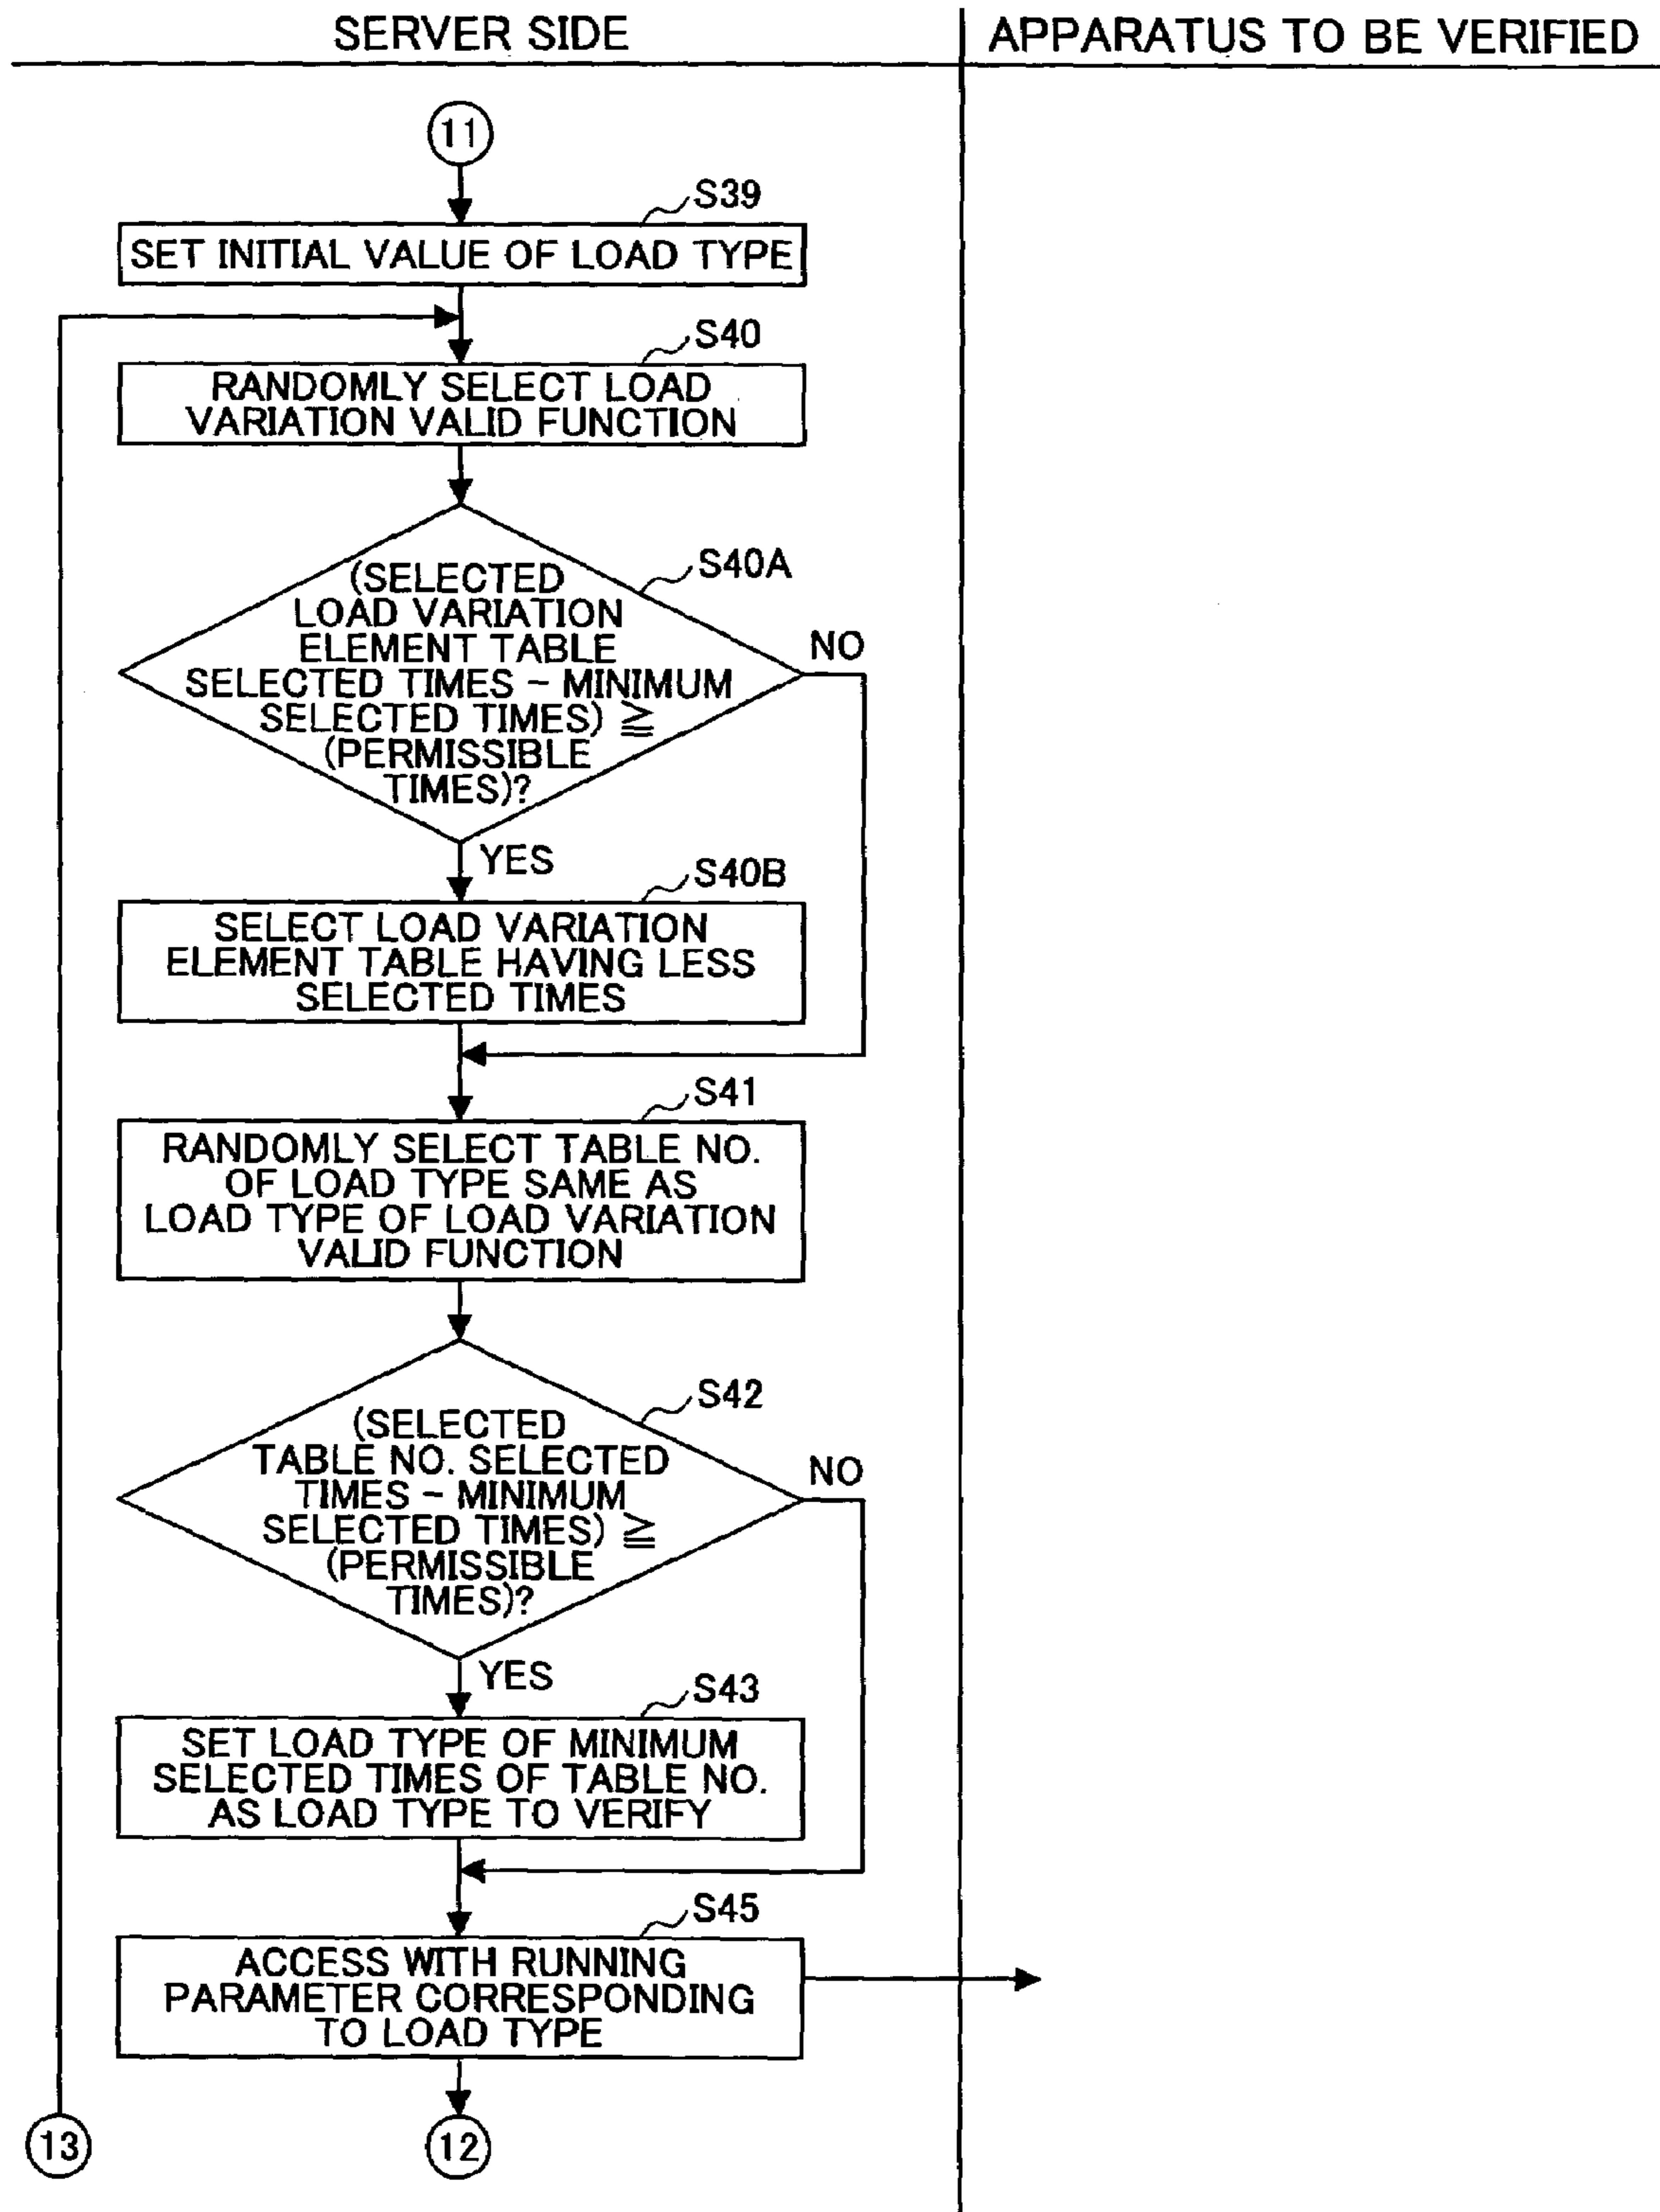 SERVER SIDE
APPARATUS TO BE VERIFIED
11
S39
SET INITIAL VALUE OF LOAD TYPE
S40
RANDOMLY SELECT LOAD
VARIATION VALID FUNCTION
S40A
(SELECTED
LOAD VARIATION
ELEMENT TABLE
SELECTED TIMES - MINIMUM
SELECTED TIMES) ≧
(PERMISSIBLE
TIMES)?
NO
YES
S40B
SELECT LOAD VARIATION
ELEMENT TABLE HAVING LESS
SELECTED TIMES
S41
RANDOMLY SELECT TABLE NO.
OF LOAD TYPE SAME AS
LOAD TYPE OF LOAD VARIATION
VALID FUNCTION
S42
(SELECTED
TABLE NO. SELECTED
TIMES - MINIMUM
SELECTED TIMES) ≧
(PERMISSIBLE
TIMES)?
NO
YES
S43
SET LOAD TYPE OF MINIMUM
SELECTED TIMES OF TABLE NO.
AS LOAD TYPE TO VERIFY
S45
ACCESS WITH RUNNING
PARAMETER CORRESPONDING
TO LOAD TYPE
13
12